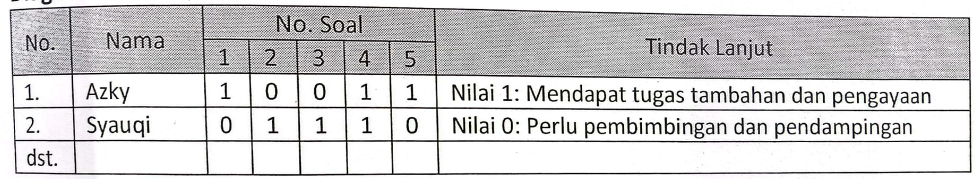 No. Nama No. Soal Tindak Lanjut
1 2 3 4 5
1. Azky 1 0 0 1 1 Nilai 1: Mendapat tugas tambahan dan pengayaan
2. Syauqi 0 1 1 1 0 Nilai 0: Perlu pembimbingan dan pendampingan
dst.